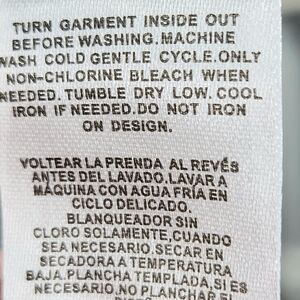 TURN GARMENT INSIDE OUT
BEFORE WASHING.MACHINE
WASH COLD GENTLE CYCLE.ONLY
NON-CHLORINE BLEACH WHEN
NEEDED. TUMBLE DRY LOW. COOL
IRON IF NEEDED.DO NOT IRON
ON DESIGN.
VOLTEAR LA PRENDA AL REVÉS
ANTES DEL LAVADO.LAVAR A
MÁQUINA CON AGUA FRÍA EN
CICLO DELICADO.
BLANQUEADOR SIN
CLORO SOLAMENTE,CUANDO
SEA NECESARIO.SECAR EN
SECADORA A TEMPERATURA
BAJA.PLANCHA TEMPLADA,SI ES
NECESARIO.NO PLANCHAR EL